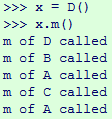 >>> x = D()
>>> x.m()
m of D called
m of B called
m of A called
m of C called
m of A called